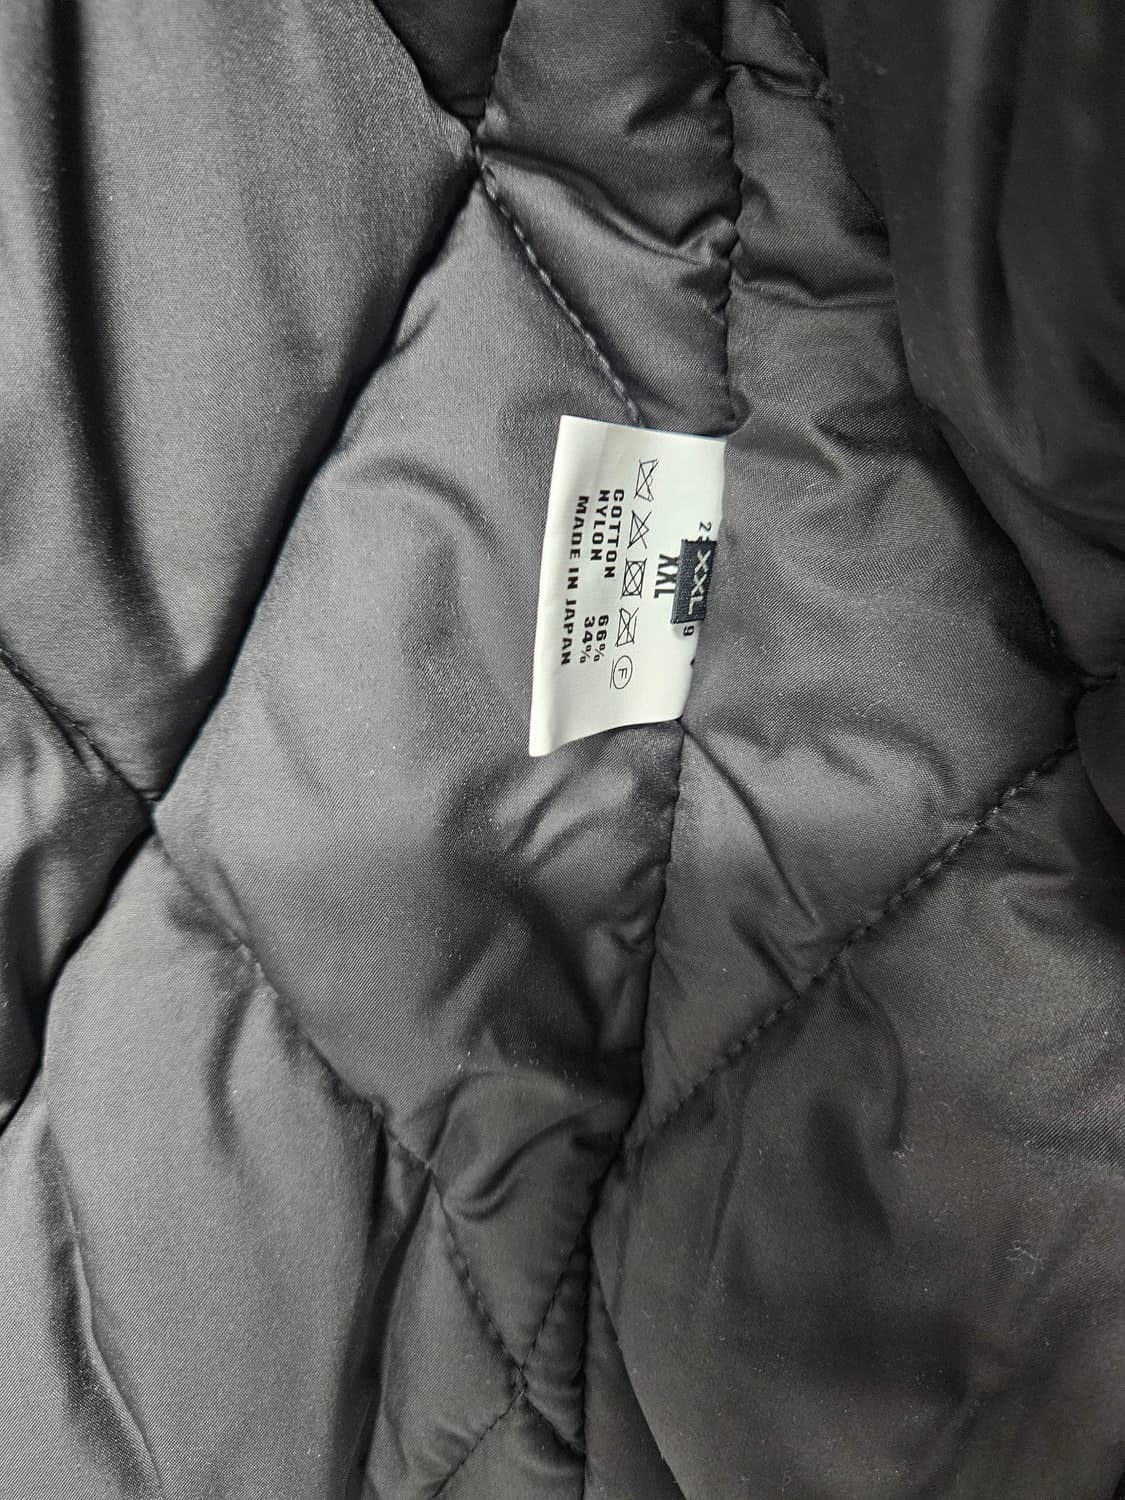 XXL
XXL
COTTON 66%
NYLON 34%
MADE IN JAPAN
F